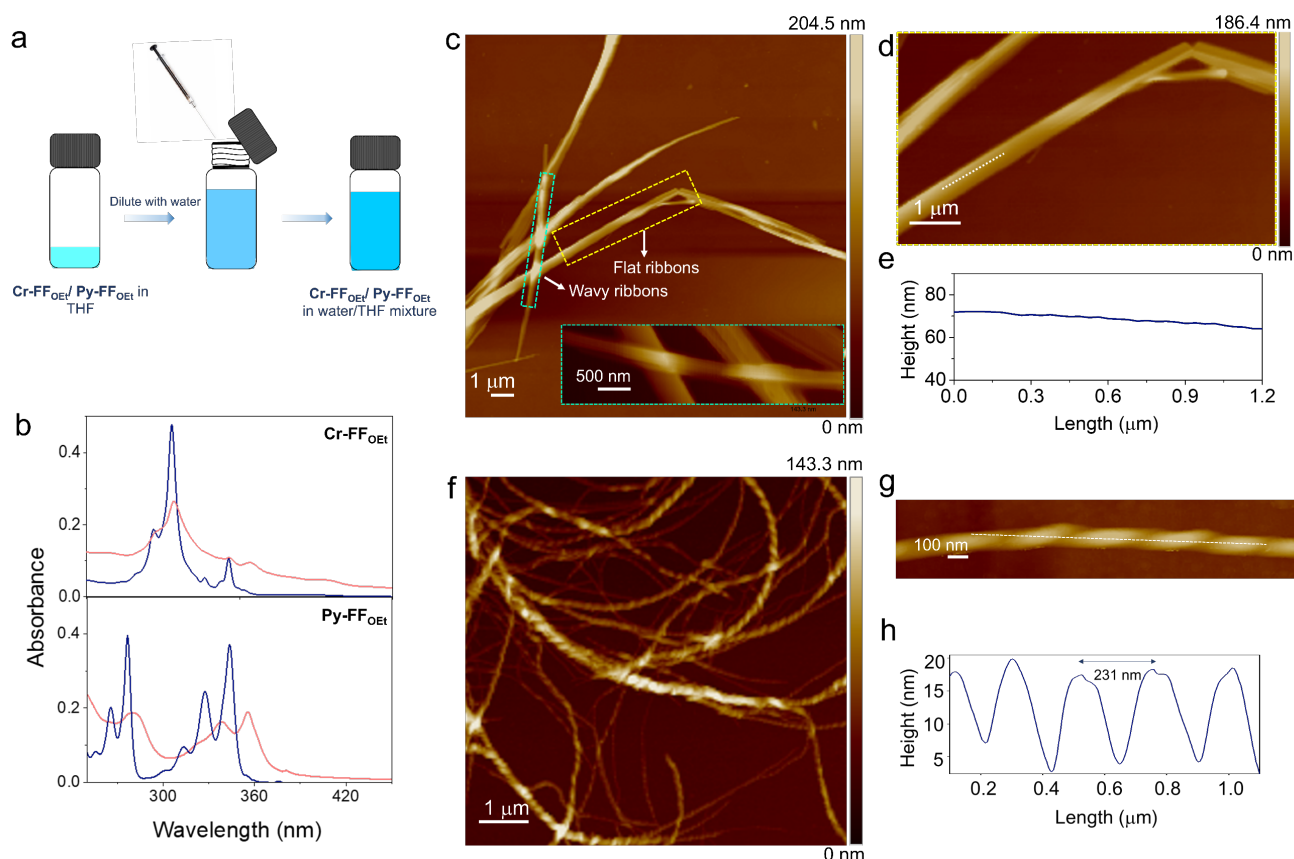 a
Dilute with water
Cr-FFOEt/ Py-FFOEt in
THF
Cr-FFOEt/ Py-FFOEt
in water/THF mixture
b
Cr-FFOEt
0.4
0.2
0.0
Py-FFOEt
0.4
0.2
0.0
300
360
420
Absorbance
Wavelength (nm)
c
204.5 nm
Flat ribbons
Wavy ribbons
1 μm
500 nm
143.3 nm
0 nm
d
186.4 nm
1 μm
0 nm
e
80
60
40
Height (nm)
0.0
0.3
0.6
0.9
1.2
Length (μm)
f
143.3 nm
1 μm
0 nm
g
100 nm
h
20
15
10
5
Height (nm)
231 nm
0.2
0.4
0.6
0.8
1.0
Length (μm)